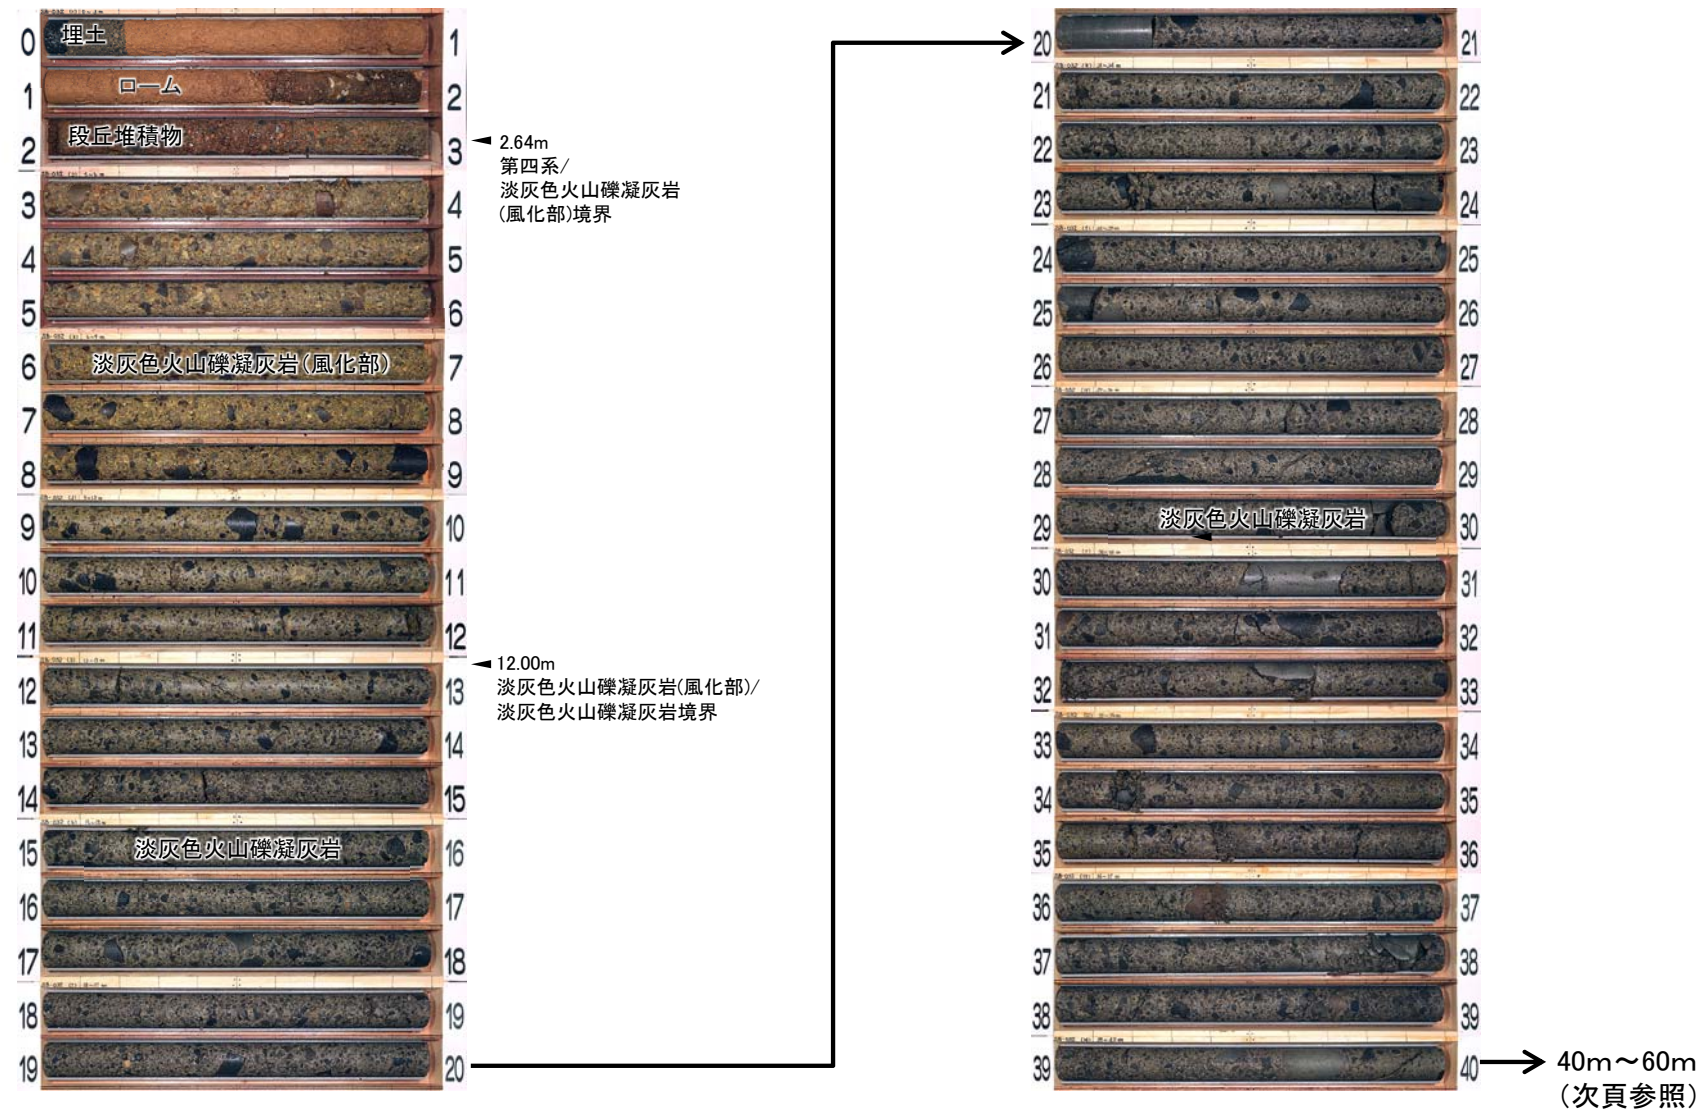 0 埋土 1
1 ローム 2
2 段丘堆積物 3
2.64m
第四系/
淡灰色火山礫凝灰岩
(風化部)境界
3 4
4 5
5 6
6 淡灰色火山礫凝灰岩(風化部) 7
7 8
8 9
9 10
10 11
11 12
12.00m
淡灰色火山礫凝灰岩(風化部)/
淡灰色火山礫凝灰岩境界
12 13
13 14
14 15
15 淡灰色火山礫凝灰岩 16
16 17
17 18
18 19
19 20
20 21
21 22
22 23
23 24
24 25
25 26
26 27
27 28
28 29
29 淡灰色火山礫凝灰岩 30
30 31
31 32
32 33
33 34
34 35
35 36
36 37
37 38
38 39
39 40
40m~60m
(次頁参照)